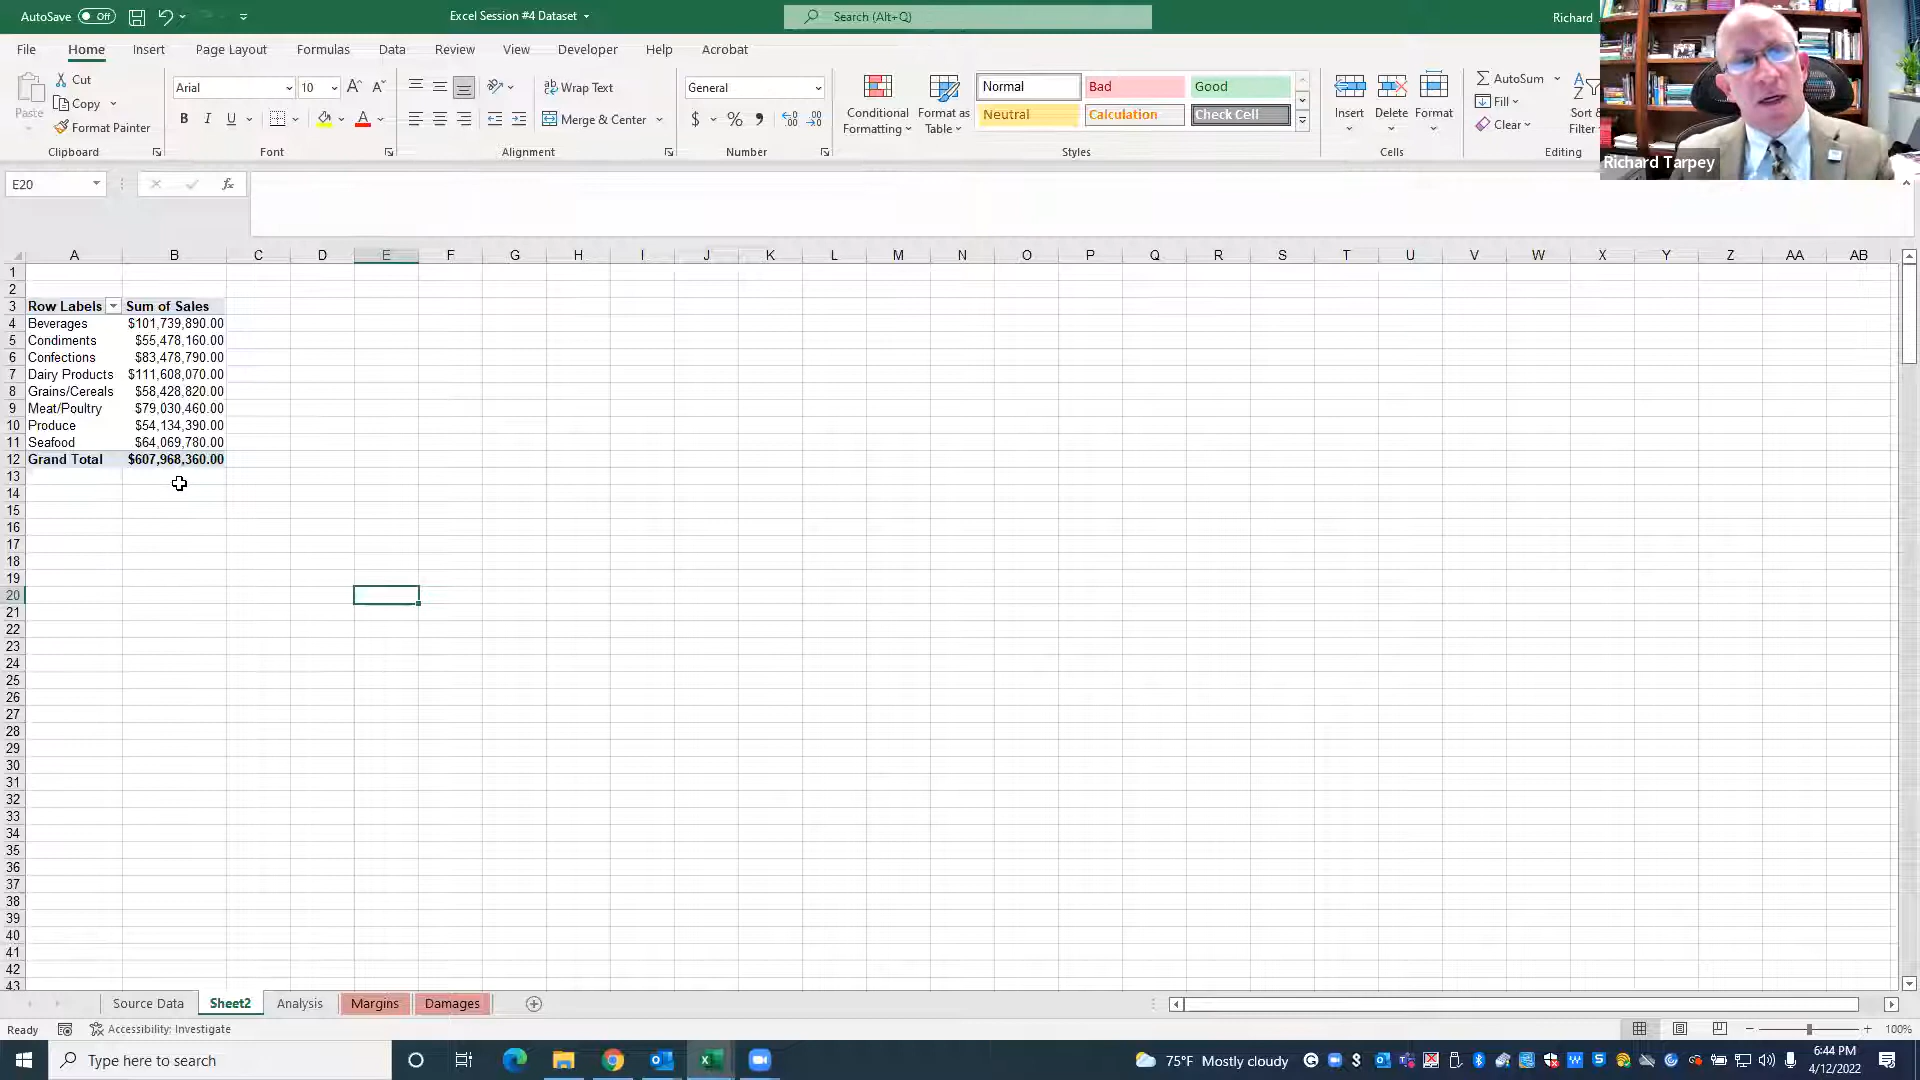 AutoSave Off Excel Session #4 Dataset Search (Alt+Q) Richard
File Home Insert Page Layout Formulas Data Review View Developer Help Acrobat
Paste
Cut
Copy
Format Painter
Clipboard
Arial 10
B I U
Font
Wrap Text
Merge & Center
Alignment
General
$ % 9
Number
Conditional Formatting
Format as Table
Normal Bad Good
Neutral Calculation Check Cell
Styles
Insert Delete Format
Cells
AutoSum
Fill
Clear
Sort &
Filter
Editing
Richard Tarpey
E20 fx
A B C D E F G H I J K L M N O P Q R S T U V W X Y Z AA AB
1
2
3 Row Labels Sum of Sales
4 Beverages $101,739,890.00
5 Condiments $55,478,160.00
6 Confections $83,478,790.00
7 Dairy Products $111,608,070.00
8 Grains/Cereals $58,428,820.00
9 Meat/Poultry $79,030,460.00
10 Produce $54,134,390.00
11 Seafood $64,069,780.00
12 Grand Total $607,968,360.00
13
14
15
16
17
18
19
20
21
22
23
24
25
26
27
28
29
30
31
32
33
34
35
36
37
38
39
40
41
42
43
Source Data Sheet2 Analysis Margins Damages
Ready Accessibility: Investigate 100%
Type here to search 75°F Mostly cloudy 6:44 PM
4/12/2022